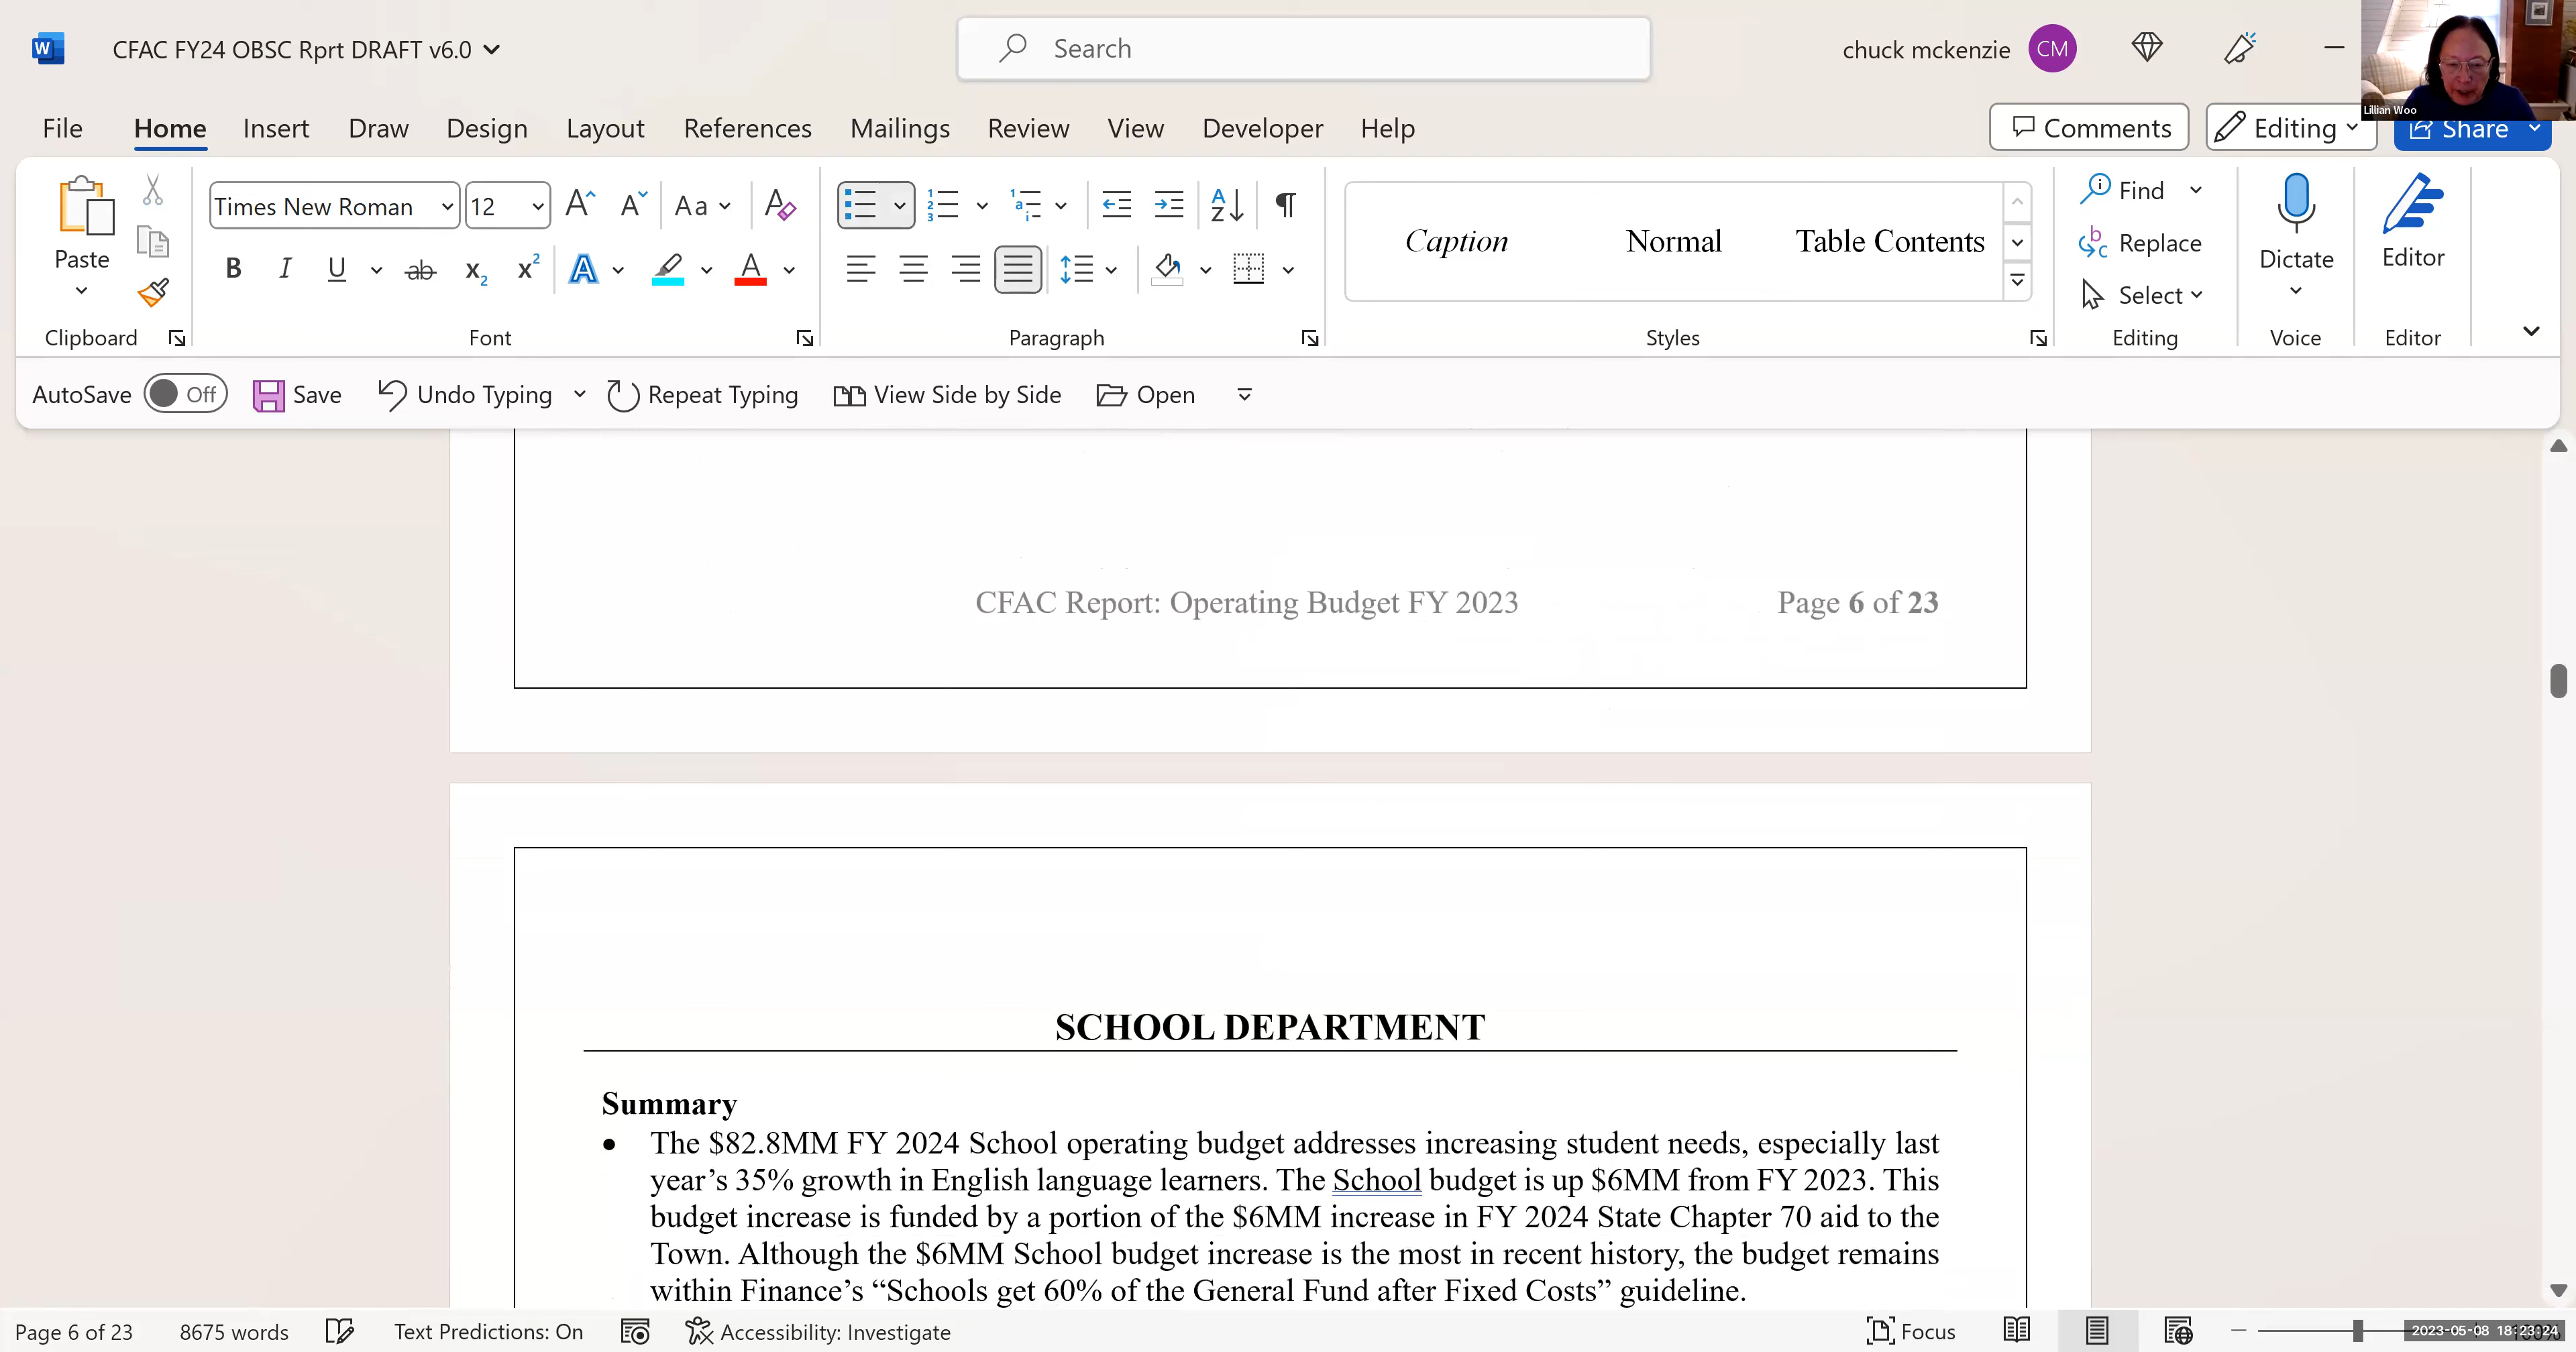 CFAC FY24 OBSC Rprt DRAFT v6.0
Search
chuck mckenzie CM
Lillian Woo
File Home Insert Draw Design Layout References Mailings Review View Developer Help
Comments Editing Share
Paste
Times New Roman 12
Caption Normal Table Contents
Find
Replace
Select
Dictate
Editor
Clipboard Font Paragraph Styles Editing Voice Editor
AutoSave Off Save Undo Typing Repeat Typing View Side by Side Open
CFAC Report: Operating Budget FY 2023 Page 6 of 23
SCHOOL DEPARTMENT
Summary
• The $82.8MM FY 2024 School operating budget addresses increasing student needs, especially last
year’s 35% growth in English language learners. The School budget is up $6MM from FY 2023. This
budget increase is funded by a portion of the $6MM increase in FY 2024 State Chapter 70 aid to the
Town. Although the $6MM School budget increase is the most in recent history, the budget remains
within Finance’s “Schools get 60% of the General Fund after Fixed Costs” guideline.
Page 6 of 23 8675 words Text Predictions: On Accessibility: Investigate Focus
2023-05-08 18:23:24